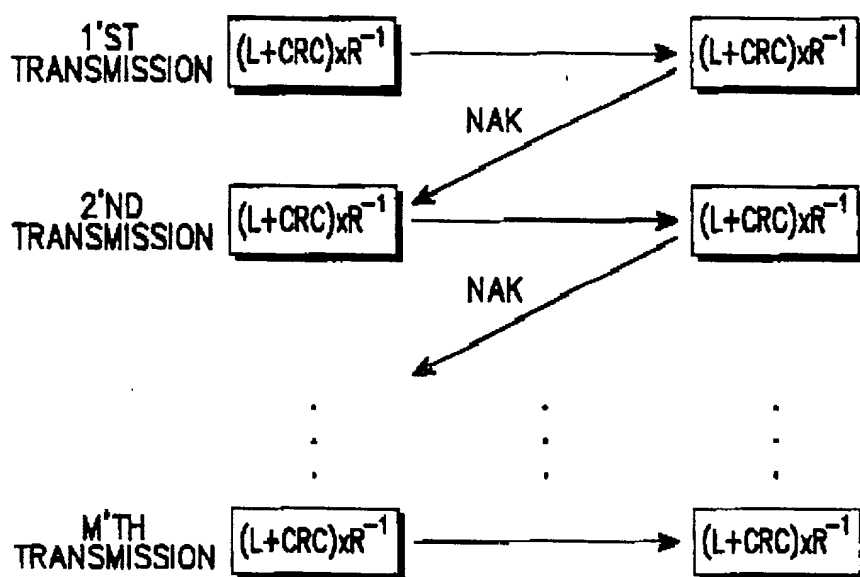 1'ST
TRANSMISSION
(L+CRC)xR⁻¹
(L+CRC)xR⁻¹
NAK
2'ND
TRANSMISSION
(L+CRC)xR⁻¹
(L+CRC)xR⁻¹
NAK
M'TH
TRANSMISSION
(L+CRC)xR⁻¹
(L+CRC)xR⁻¹